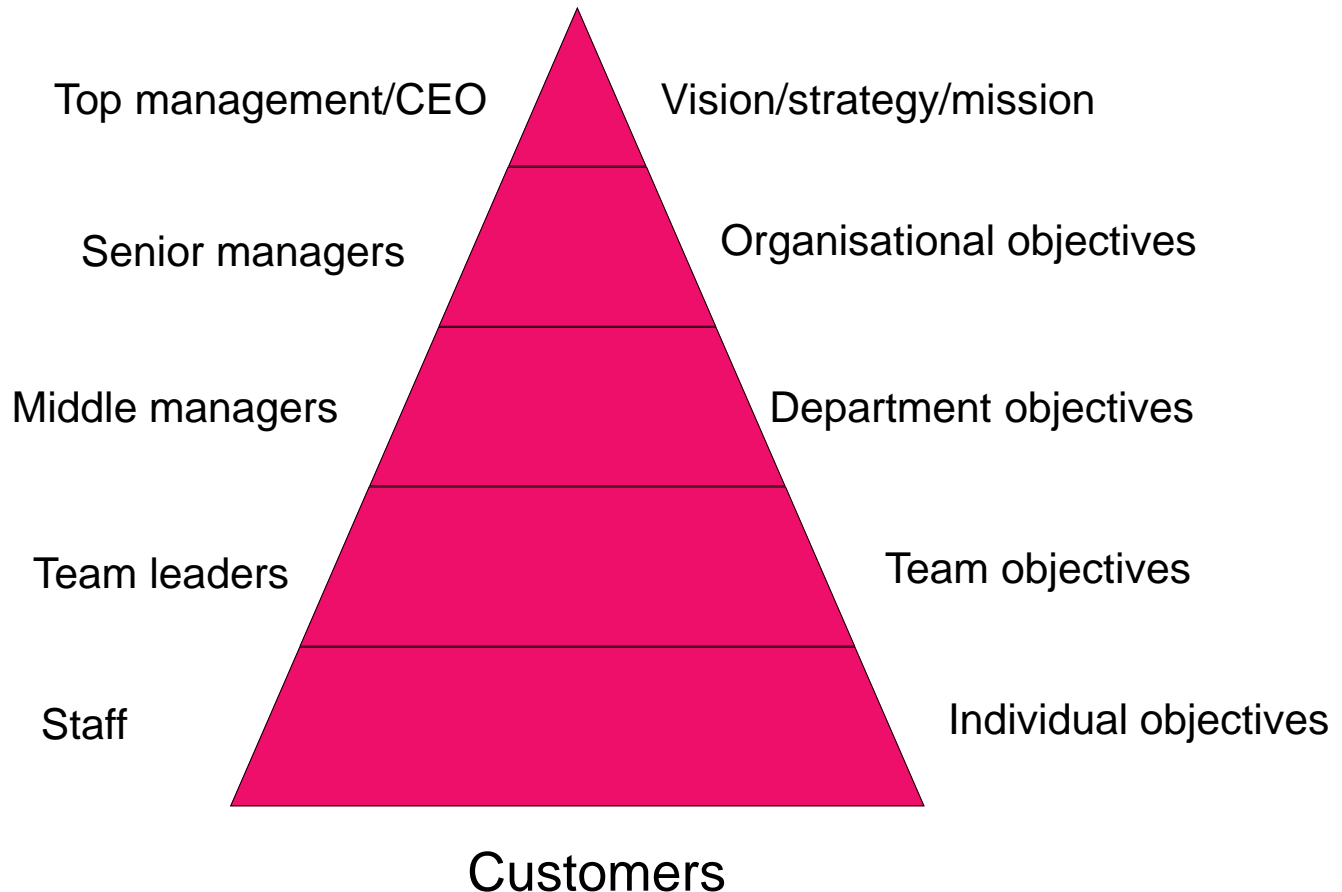 Top management/CEO
Vision/strategy/mission
Senior managers
Organisational objectives
Middle managers
Department objectives
Team leaders
Team objectives
Staff
Individual objectives
Customers